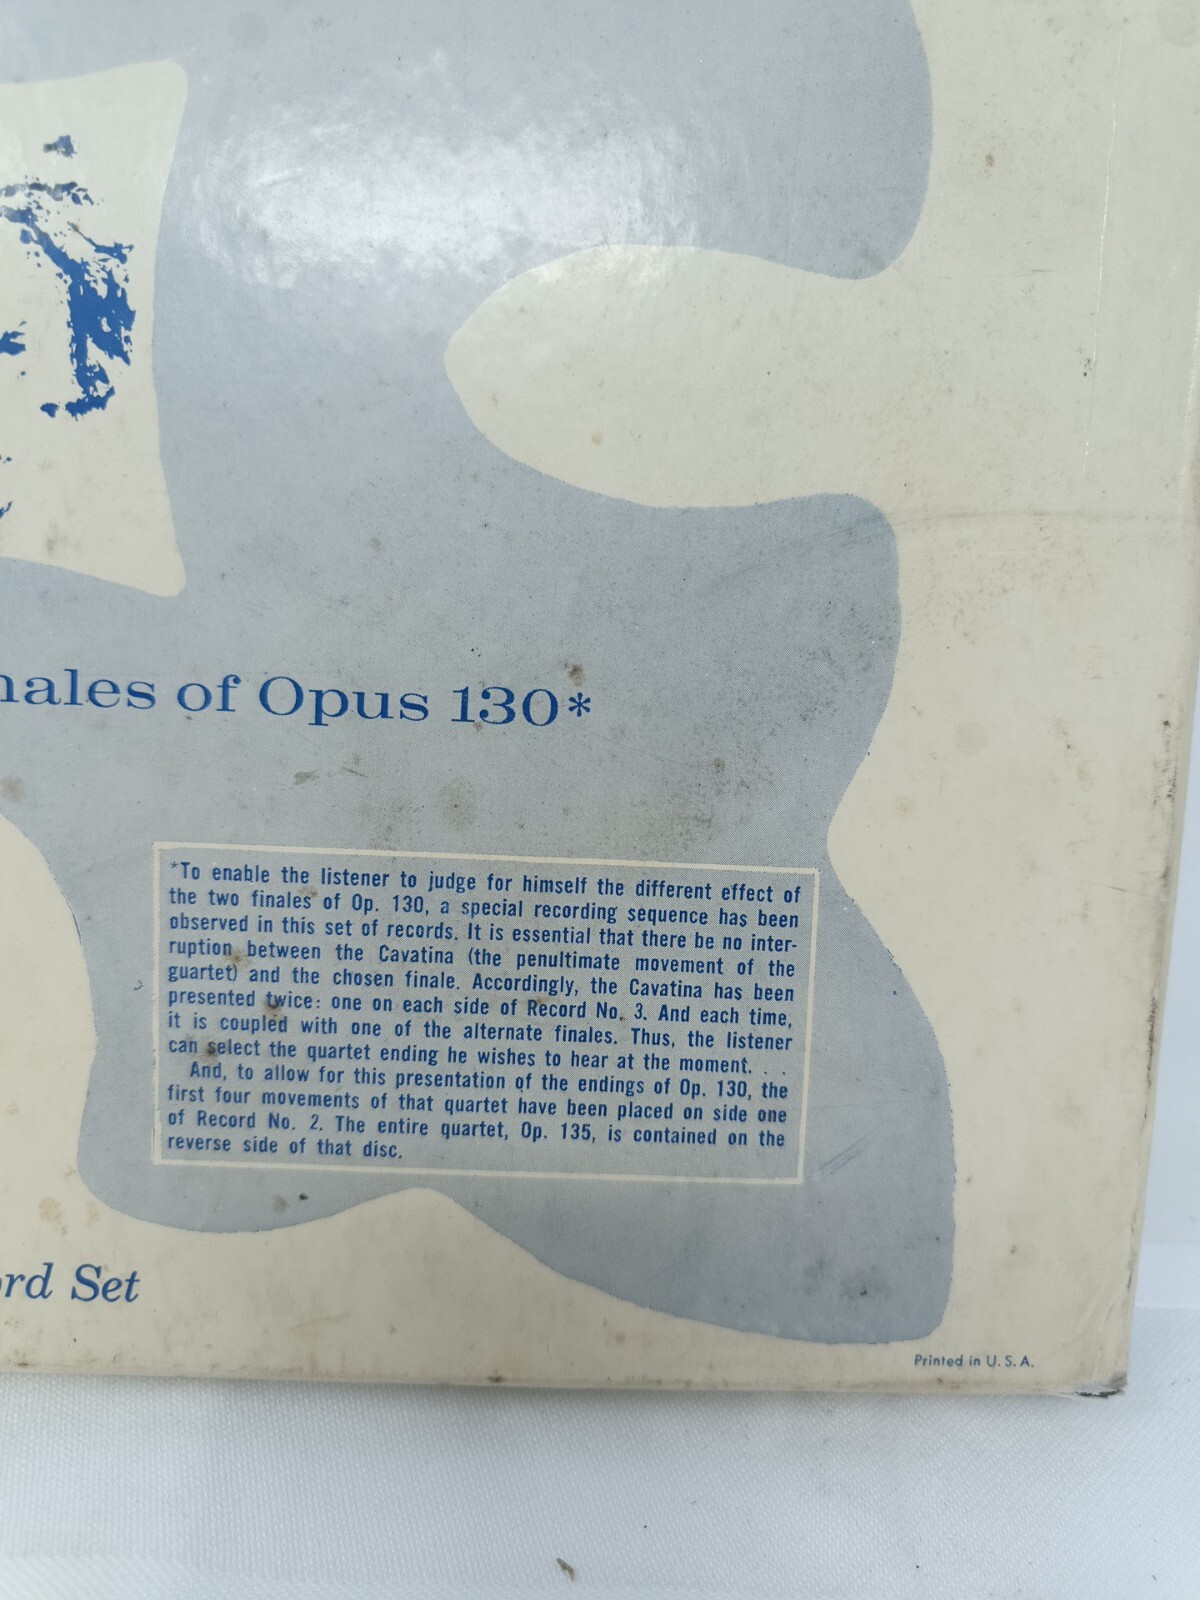 nales of Opus 130*
*To enable the listener to judge for himself the different effect of
the two finales of Op. 130, a special recording sequence has been
observed in this set of records. It is essential that there be no inter-
ruption between the Cavatina (the penultimate movement of the
guartet) and the chosen finale. Accordingly, the Cavatina has been
presented twice: one on each side of Record No. 3. And each time,
it is coupled with one of the alternate finales. Thus, the listener
can select the quartet ending he wishes to hear at the moment. . .
And, to allow for this presentation of the endings of Op. 130, the
first four movements of that quartet have been placed on side one
of Record No. 2. The entire quartet, Op. 135, is contained on the
reverse side of that disc.
ord Set
Printed in U. S. A.